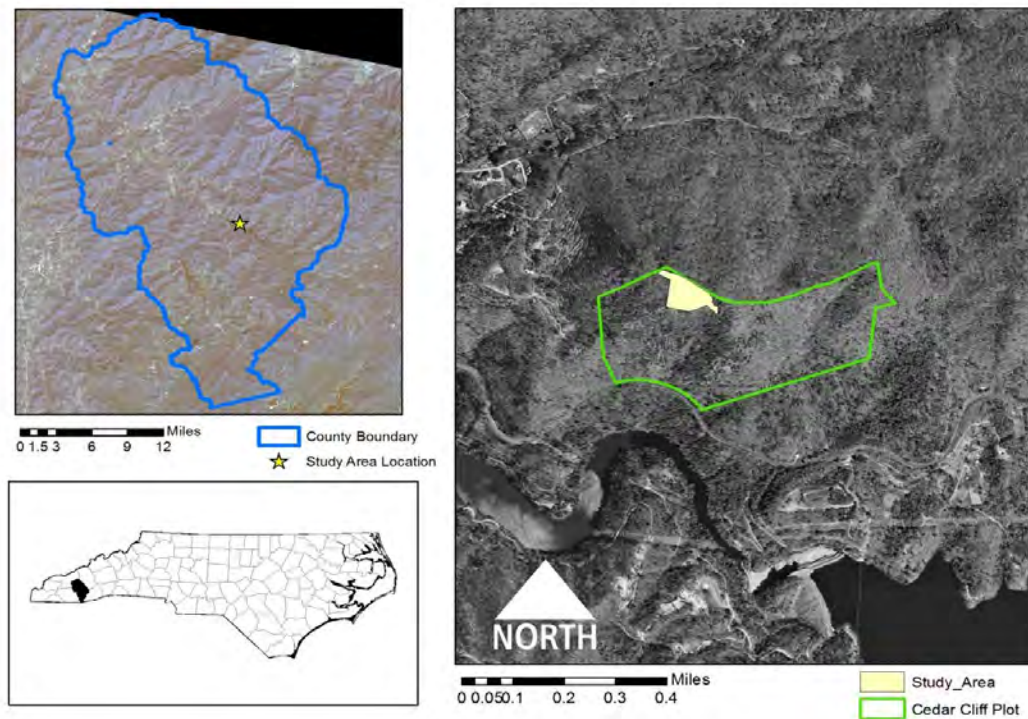 Miles
0 1.5 3 6 9 12
County Boundary
Study Area Location
NORTH
Miles
0 0.05 0.1 0.2 0.3 0.4
Study_Area
Cedar Cliff Plot